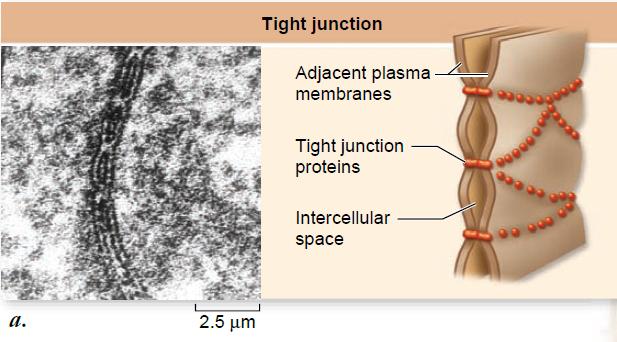 Tight junction
Adjacent plasma
membranes
Tight junction
proteins
Intercellular
space
a.
2.5 μm